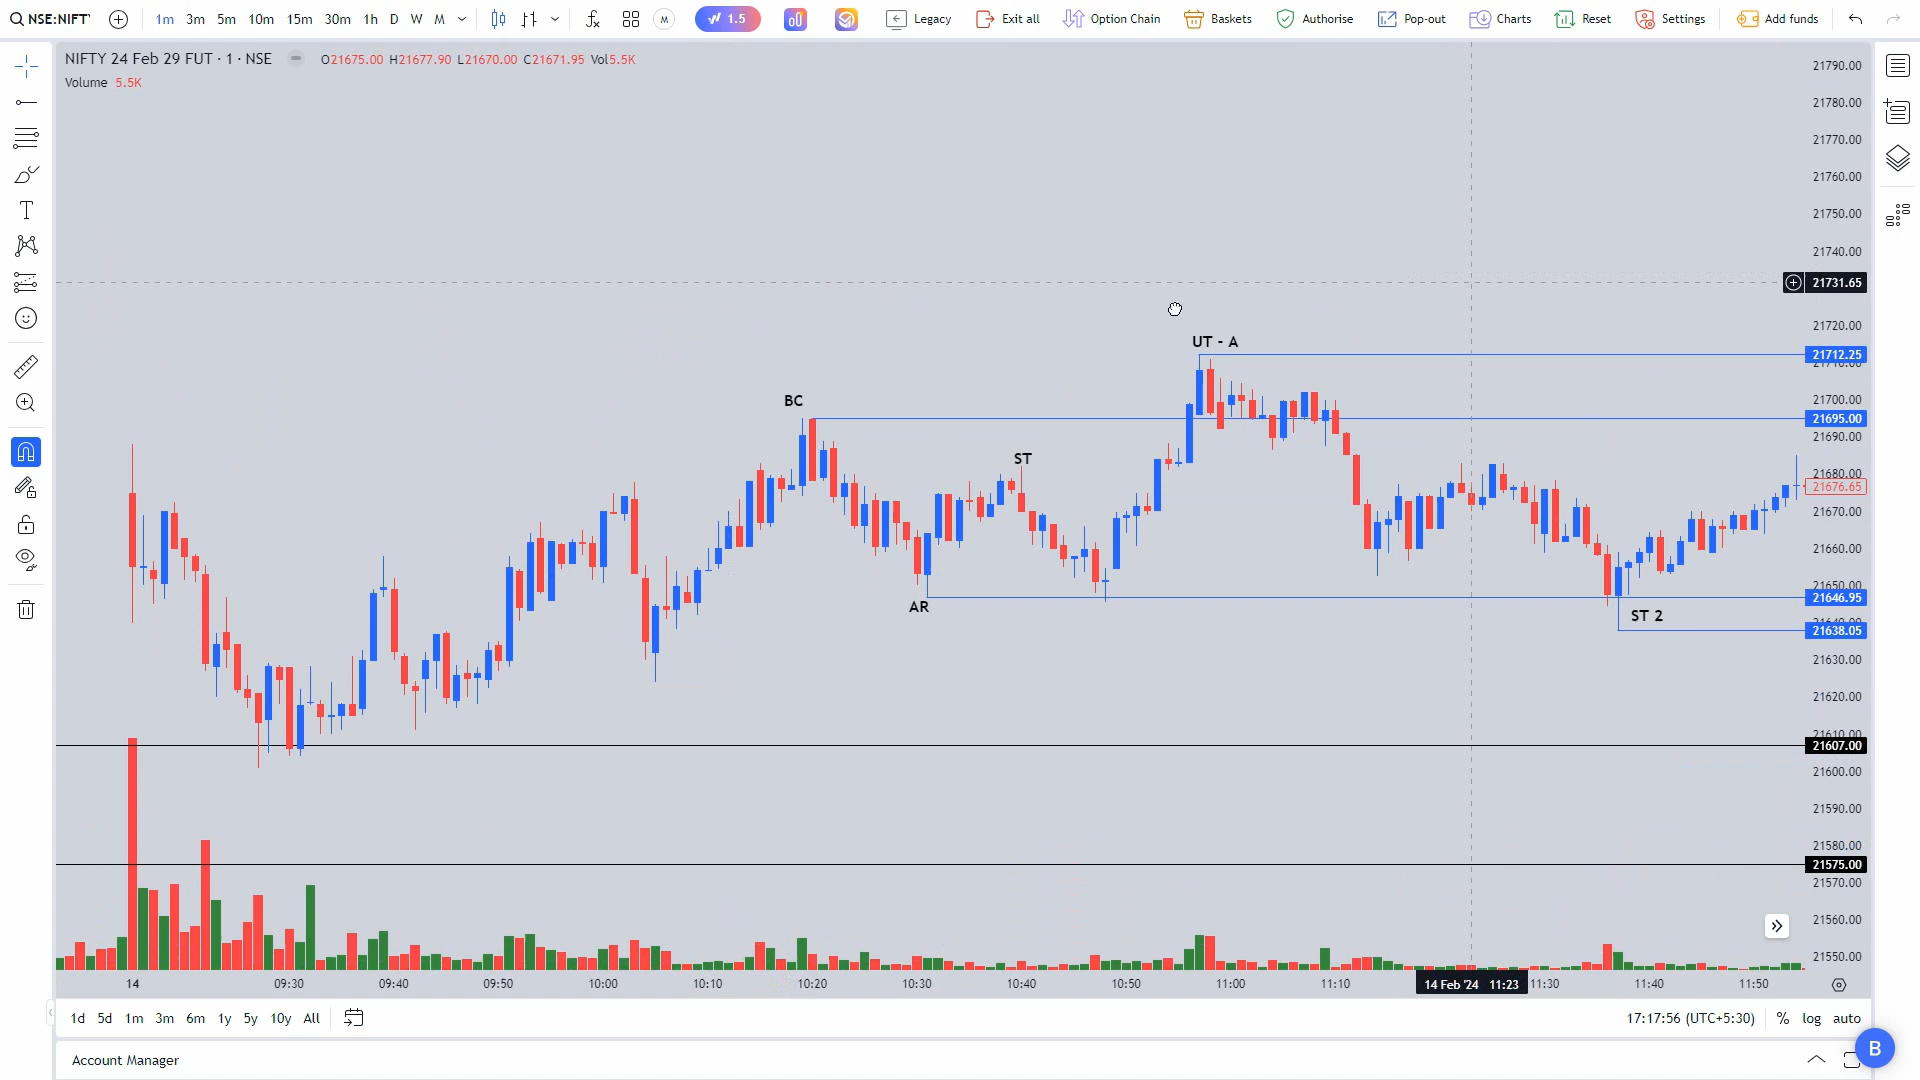 NSE:NIFT 1m 3m 5m 10m 15m 30m 1h D W M M 1.5 Legacy Exit all Option Chain Baskets Authorise Pop-out Charts Reset Settings Add funds
NIFTY 24 Feb 29 FUT · 1 · NSE O21675.00 H21677.90 L21670.00 C21671.95 Vol5.5K
Volume 5.5K
21790.00
21780.00
21770.00
21760.00
21750.00
21740.00
21731.65
21720.00
UT - A
21712.25
BC
21700.00
21695.00
21690.00
ST
21680.00
21676.65
21670.00
21660.00
21650.00
21646.95
AR
ST 2
21638.05
21630.00
21620.00
21607.00
21600.00
21590.00
21580.00
21575.00
21570.00
21560.00
21550.00
14 09:30 09:40 09:50 10:00 10:10 10:20 10:30 10:40 10:50 11:00 11:10 14 Feb '24 11:23 11:30 11:40 11:50
1d 5d 1m 3m 6m 1y 5y 10y All 17:17:56 (UTC+5:30) % log auto
Account Manager
B